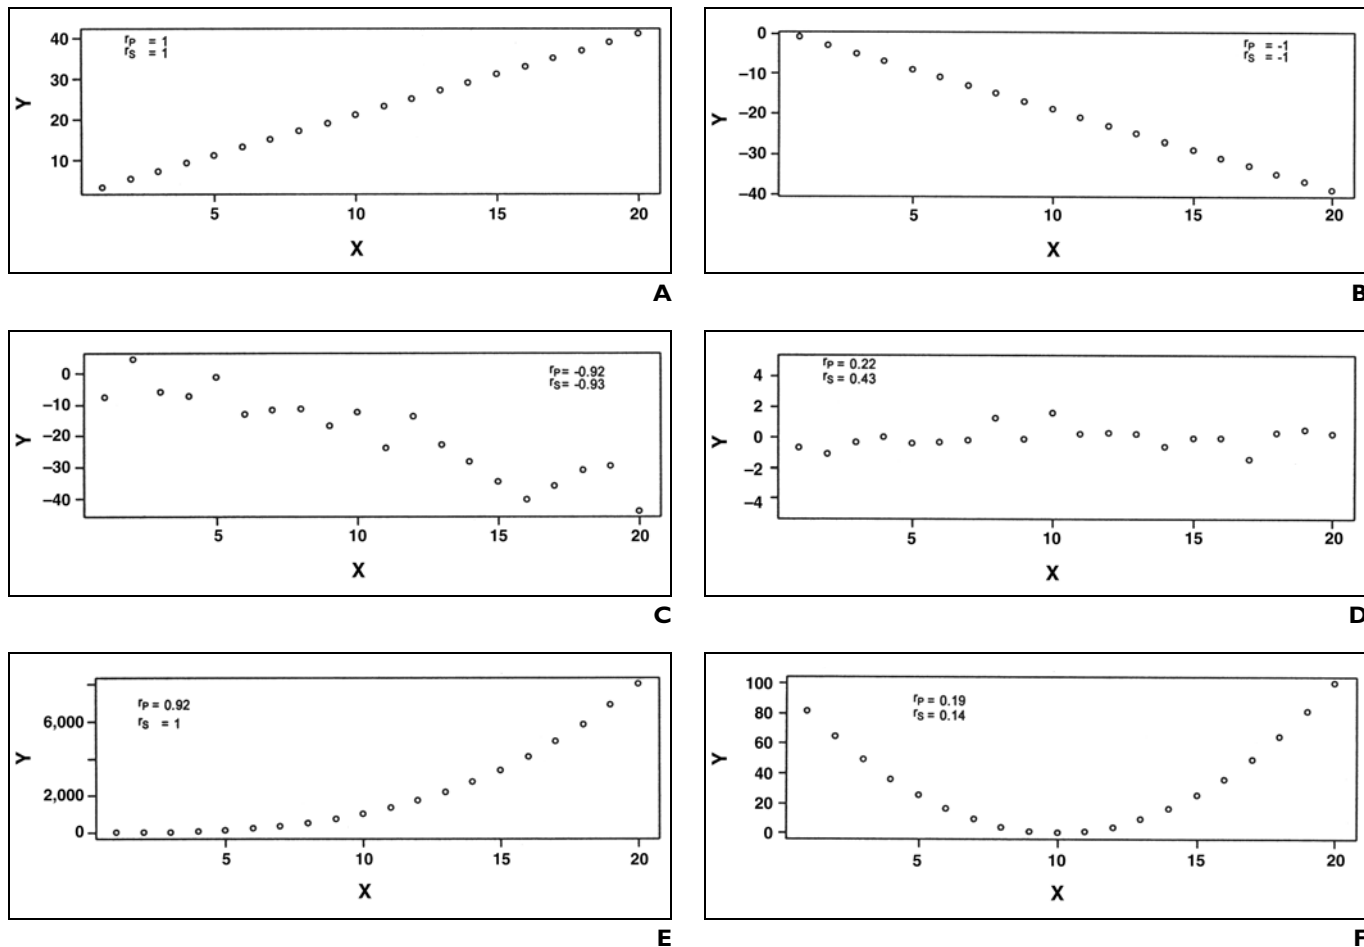 rP = 1
rS = 1
40
30
20
10
Y
5 10 15 20
X
A
rP = -1
rS = -1
0
–10
–20
–30
–40
Y
5 10 15 20
X
B
rP= -0.92
rS= -0.93
0
–10
–20
–30
–40
Y
5 10 15 20
X
C
rP = 0.22
rS = 0.43
4
2
0
–2
–4
Y
5 10 15 20
X
D
rP = 0.92
rS = 1
6,000
2,000
0
Y
5 10 15 20
X
E
rP = 0.19
rS = 0.14
100
80
60
40
20
0
Y
5 10 15 20
X
F